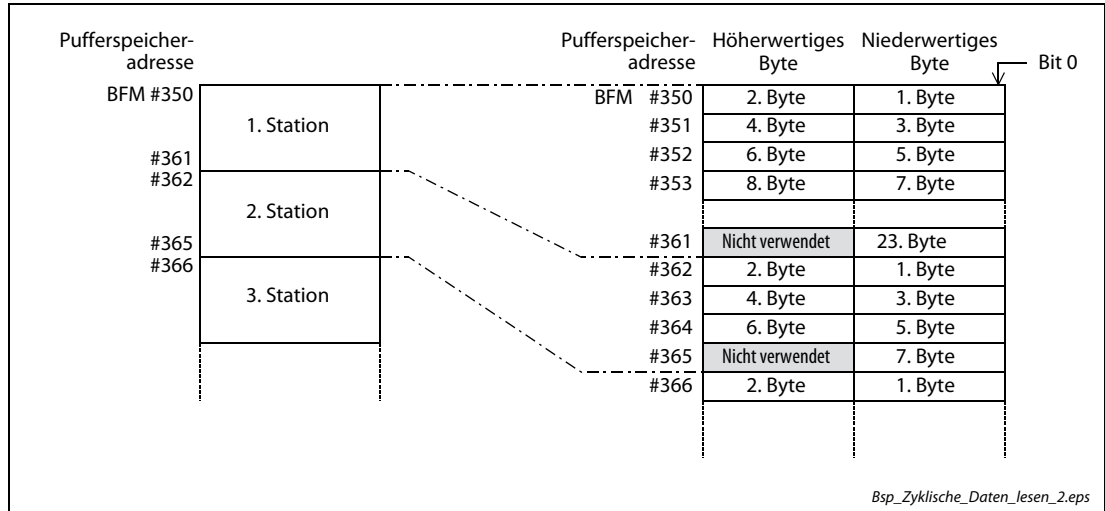 Pufferspeicher- Pufferspeicher- Höherwertiges Niederwertiges
adresse adresse Byte Byte Bit 0
BFM #350 BFM #350 2. Byte 1. Byte
1. Station #351 4. Byte 3. Byte
#361 #352 6. Byte 5. Byte
#362 #353 8. Byte 7. Byte
2. Station
#365 #361 Nicht verwendet 23. Byte
#366 #362 2. Byte 1. Byte
3. Station #363 4. Byte 3. Byte
#364 6. Byte 5. Byte
#365 Nicht verwendet 7. Byte
#366 2. Byte 1. Byte
Bsp_Zyklische_Daten_lesen_2.eps